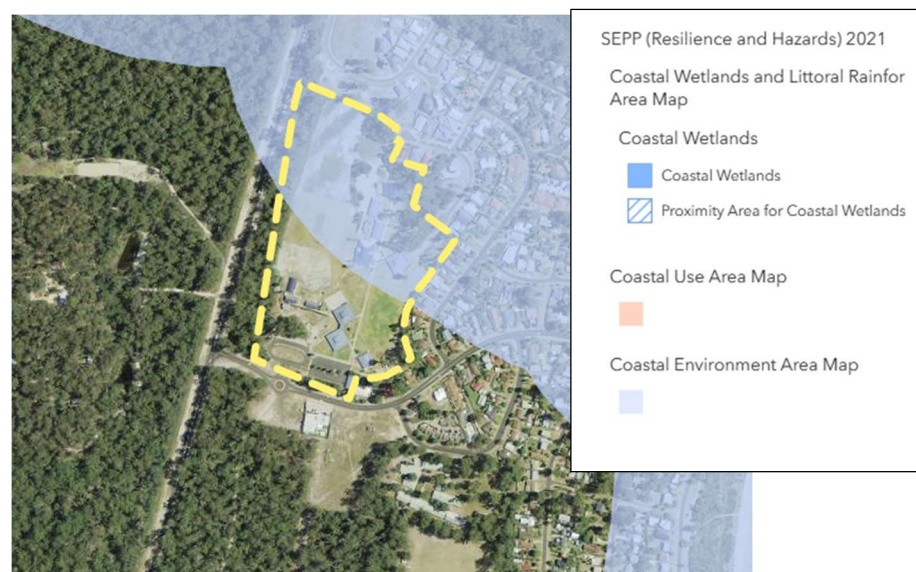 SEPP (Resilience and Hazards) 2021
Coastal Wetlands and Littoral Rainfor
Area Map
Coastal Wetlands
Coastal Wetlands
Proximity Area for Coastal Wetlands
Coastal Use Area Map
Coastal Environment Area Map